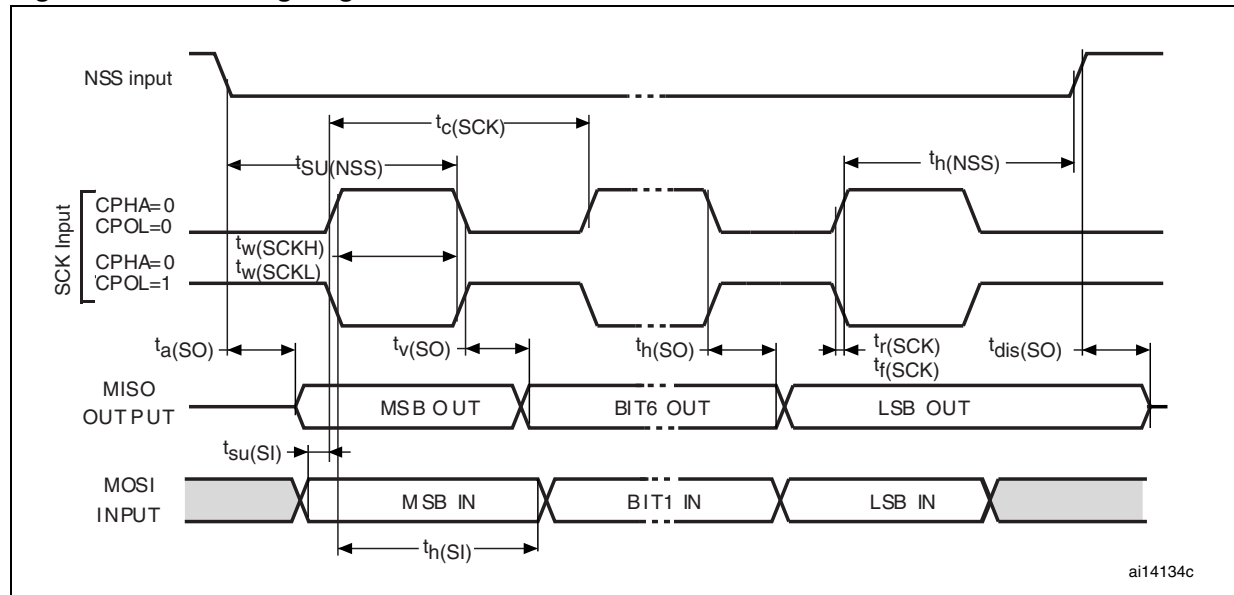 NSS input
tc(SCK)
tSU(NSS)
th(NSS)
SCK Input
CPHA=0
CPOL=0
tw(SCKH)
CPHA=0
tw(SCKL)
CPOL=1
ta(SO)
tv(SO)
th(SO)
tr(SCK)
tf(SCK)
tdis(SO)
MISO
OUTPUT
MSB OUT
BIT6 OUT
LSB OUT
tsu(SI)
MOSI
INPUT
MSB IN
BIT1 IN
LSB IN
th(SI)
ai14134c